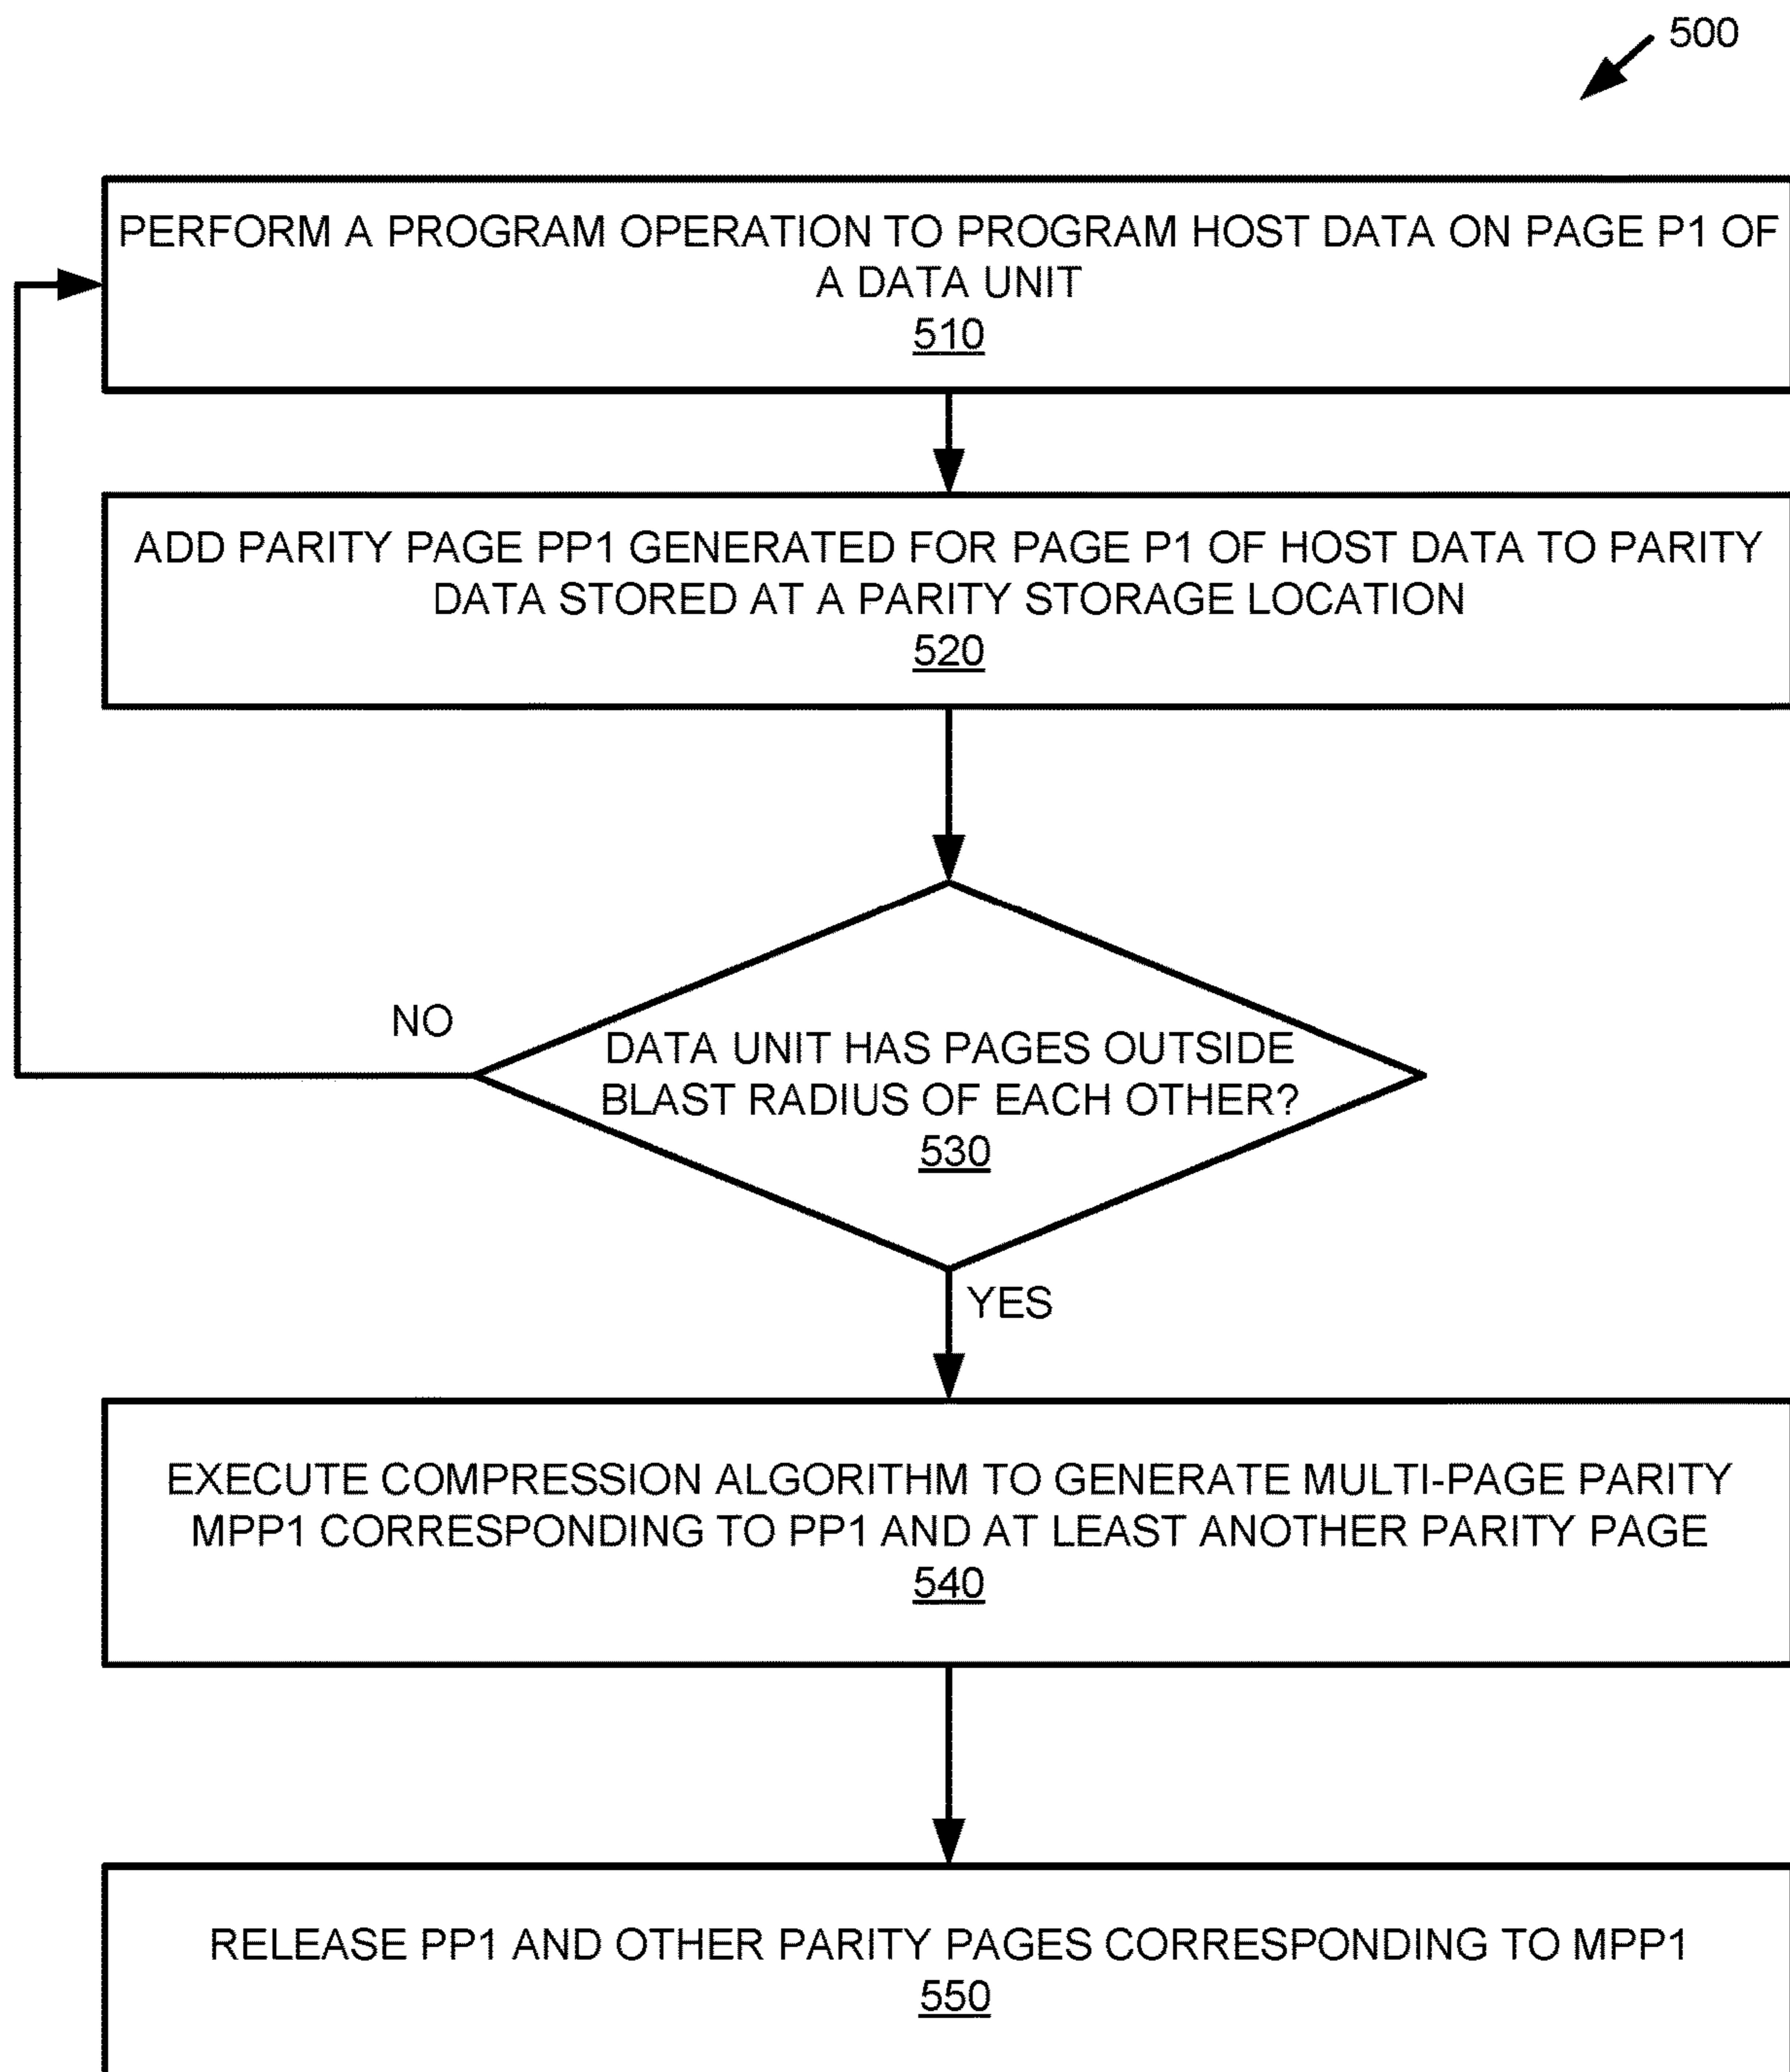 500
PERFORM A PROGRAM OPERATION TO PROGRAM HOST DATA ON PAGE P1 OF
A DATA UNIT
510
ADD PARITY PAGE PP1 GENERATED FOR PAGE P1 OF HOST DATA TO PARITY
DATA STORED AT A PARITY STORAGE LOCATION
520
NO
DATA UNIT HAS PAGES OUTSIDE
BLAST RADIUS OF EACH OTHER?
530
YES
EXECUTE COMPRESSION ALGORITHM TO GENERATE MULTI-PAGE PARITY
MPP1 CORRESPONDING TO PP1 AND AT LEAST ANOTHER PARITY PAGE
540
RELEASE PP1 AND OTHER PARITY PAGES CORRESPONDING TO MPP1
550